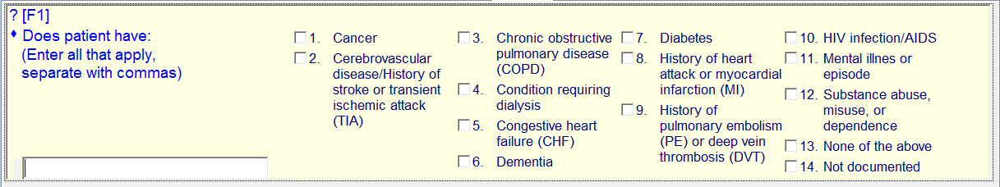 ? [F1]
♦ Does patient have:
(Enter all that apply,
separate with commas)
1. Cancer
2. Cerebrovascular
disease/History of
stroke or transient
ischemic attack
(TIA)
3. Chronic obstructive
pulmonary disease
(COPD)
4. Condition requiring
dialysis
5. Congestive heart
failure (CHF)
6. Dementia
7. Diabetes
8. History of heart
attack or myocardial
infarction (MI)
9. History of
pulmonary embolism
(PE) or deep vein
thrombosis (DVT)
10. HIV infection/AIDS
11. Mental illnes or
episode
12. Substance abuse,
misuse, or
dependence
13. None of the above
14. Not documented